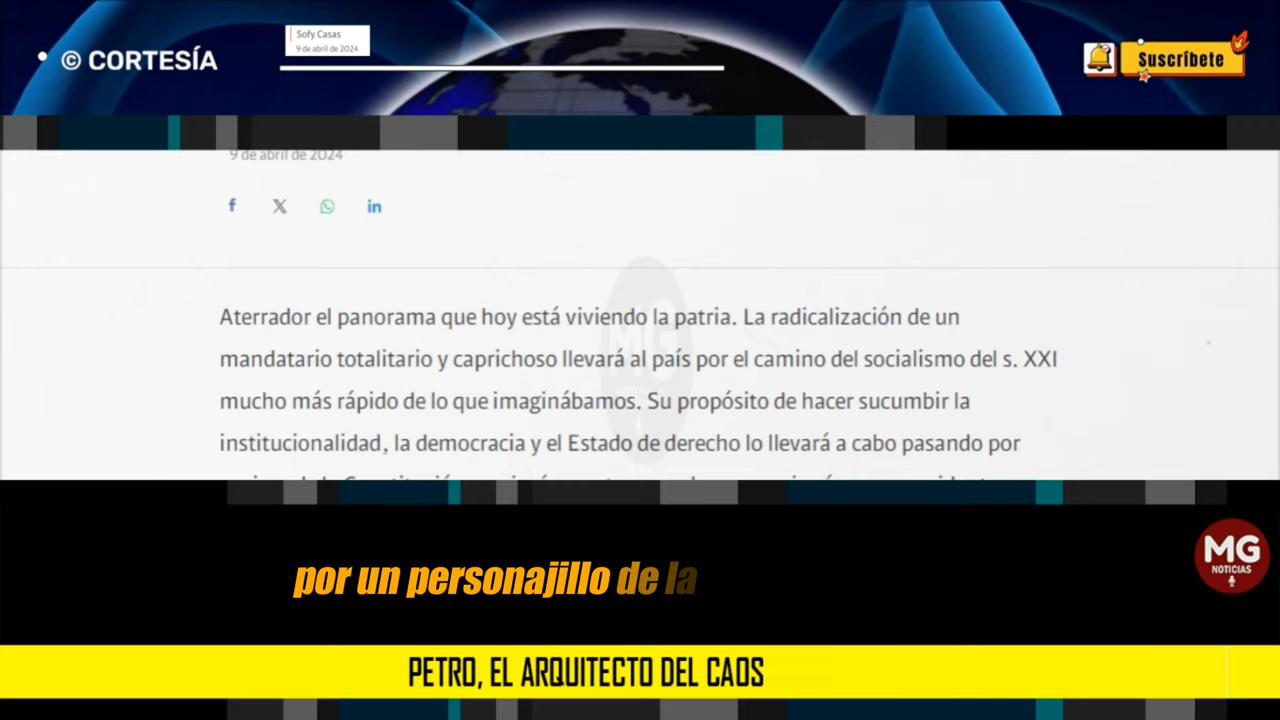 © CORTESÍA
Sofy Casas
9 de abril de 2024
Suscríbete
9 de abril de 2024
Aterrador el panorama que hoy está viviendo la patria. La radicalización de un
mandatario totalitario y caprichoso llevará al país por el camino del socialismo del s. XXI
mucho más rápido de lo que imaginábamos. Su propósito de hacer sucumbir la
institucionalidad, la democracia y el Estado de derecho lo llevará a cabo pasando por
por un personajillo de la
MG
NOTICIAS
PETRO, EL ARQUITECTO DEL CAOS